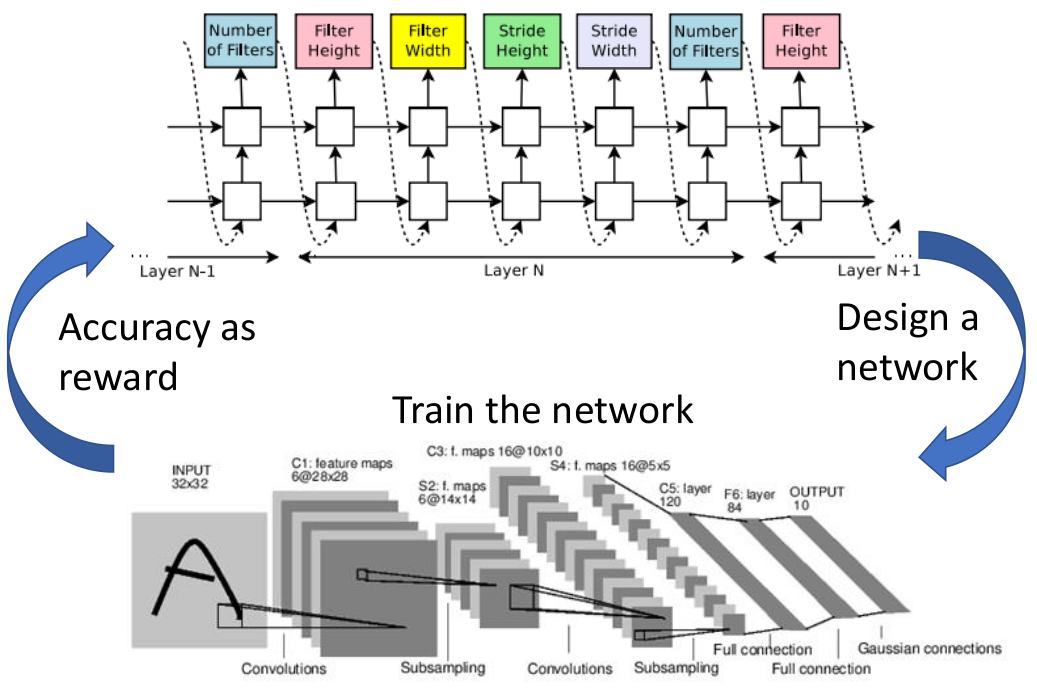 Number
of Filters
Filter
Height
Filter
Width
Stride
Height
Stride
Width
Number
of Filters
Filter
Height
...
Layer N-1
Layer N
Layer N+1
...
Accuracy as
reward
Design a
network
Train the network
INPUT
32x32
C1: feature maps
6@28x28
S2: f. maps
6@14x14
C3: f. maps 16@10x10
S4: f. maps 16@5x5
C5: layer
120
F6: layer
84
OUTPUT
10
Convolutions
Subsampling
Convolutions
Subsampling
Full connection
Full connection
Gaussian connections